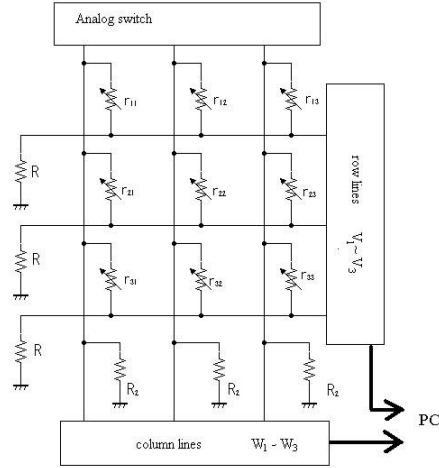 Analog switch
r11 r12 r13
R
r21 r22 r23
row lines V1 ~ V3
R
r31 r32 r33
R
R2 R2 R2
PC
column lines W1 - W3